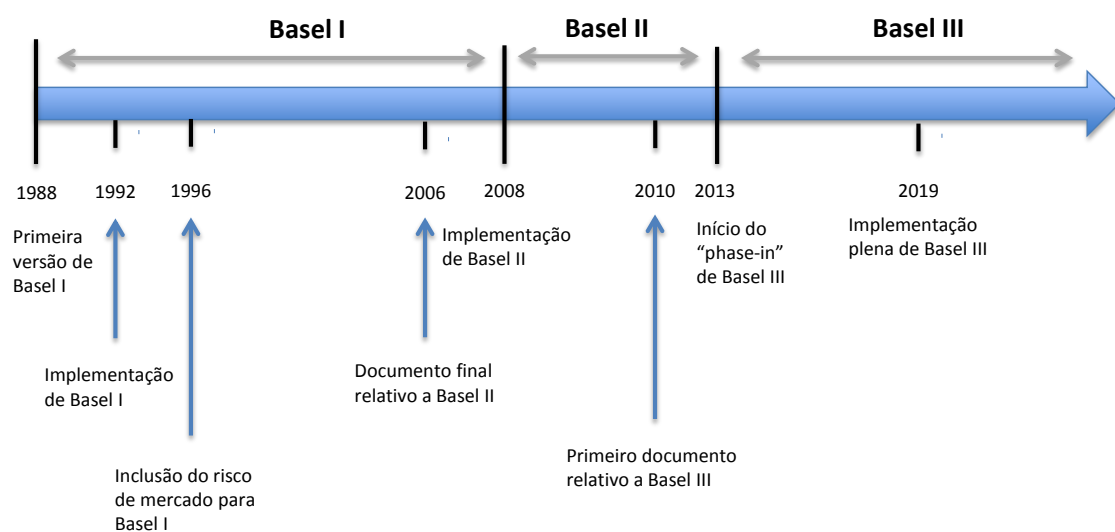 Basel I
Basel II
Basel III
1988
1992
1996
2006
2008
2010
2013
2019
Primeira
versão de
Basel I
Implementação
de Basel II
Início do
“phase-in”
de Basel III
Implementação
plena de Basel III
Implementação
de Basel I
Documento final
relativo a Basel II
Inclusão do risco
de mercado para
Basel I
Primeiro documento
relativo a Basel III